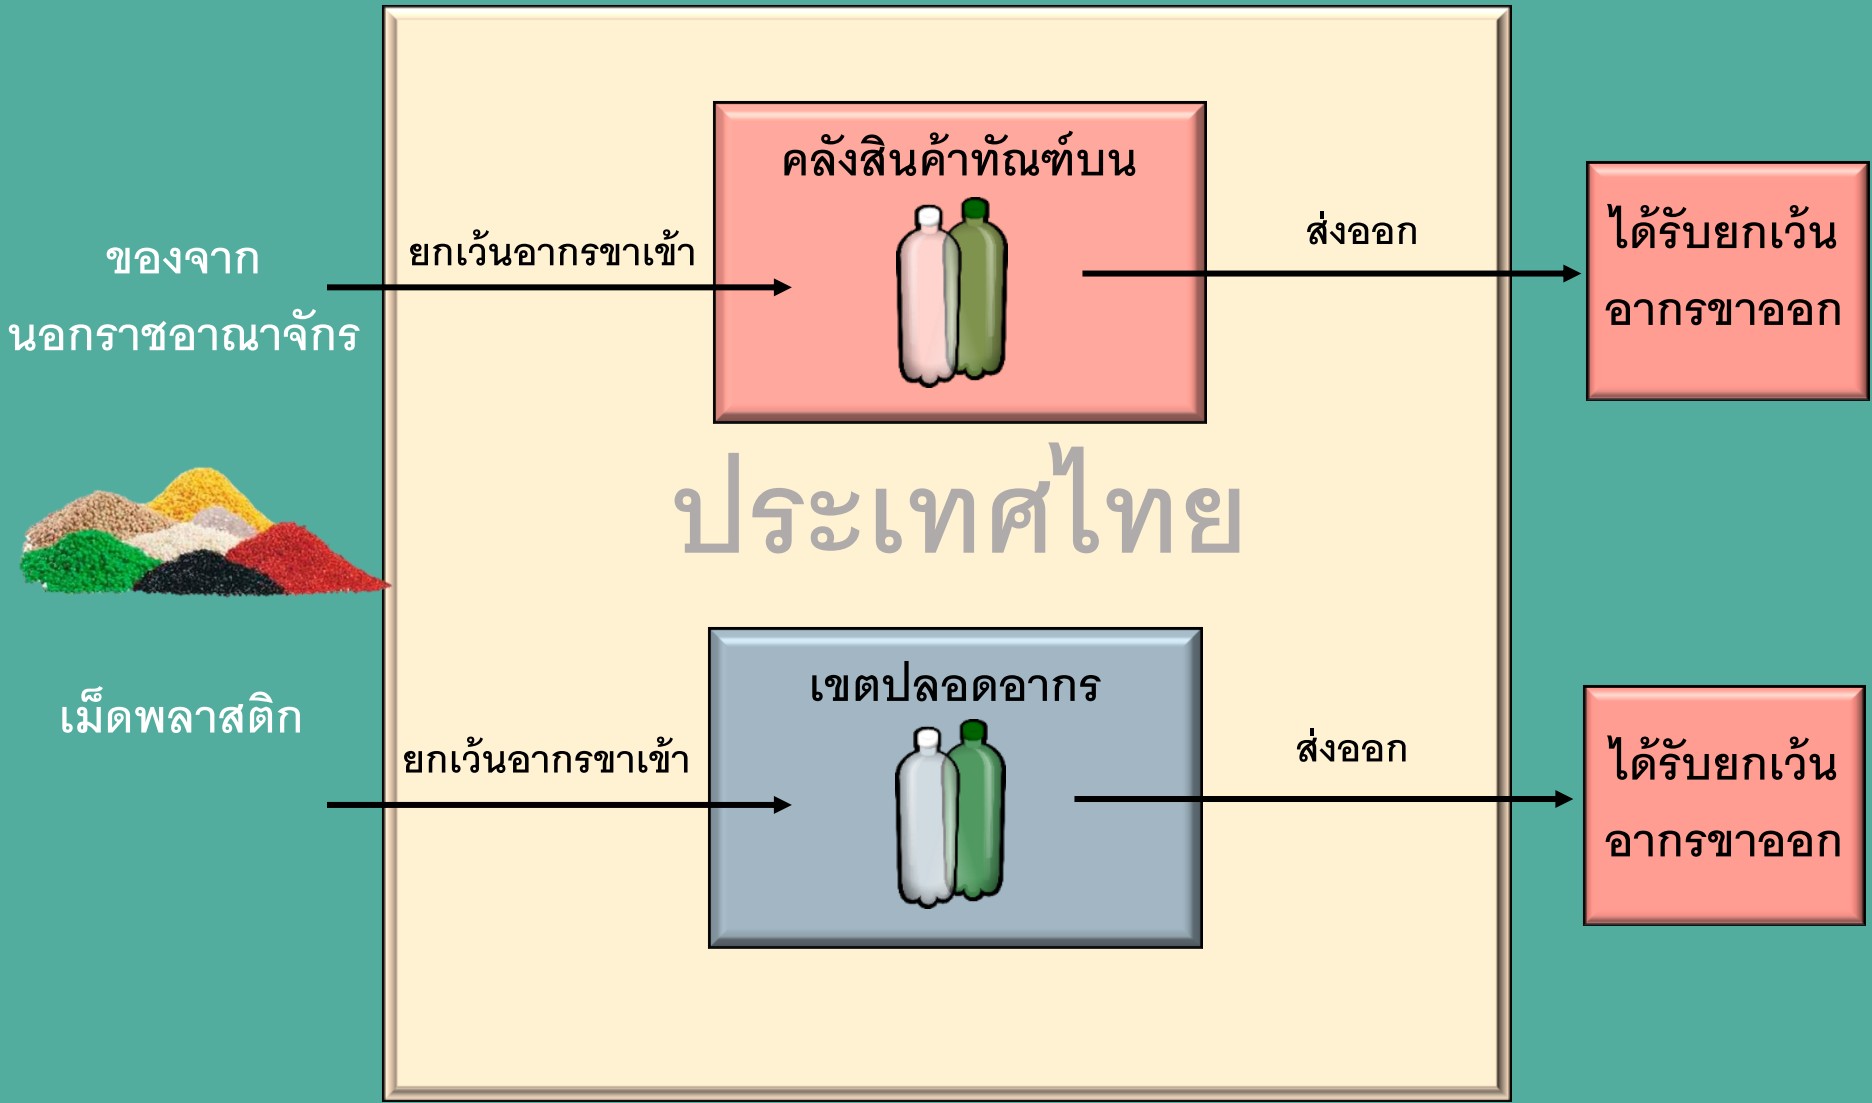 ของจาก
นอกราชอาณาจักร
เม็ดพลาสติก
ยกเว้นอากรขาเข้า
คลังสินค้าทัณฑ์บน
ส่งออก
ได้รับยกเว้น
อากรขาออก
ประเทศไทย
ยกเว้นอากรขาเข้า
เขตปลอดอากร
ส่งออก
ได้รับยกเว้น
อากรขาออก